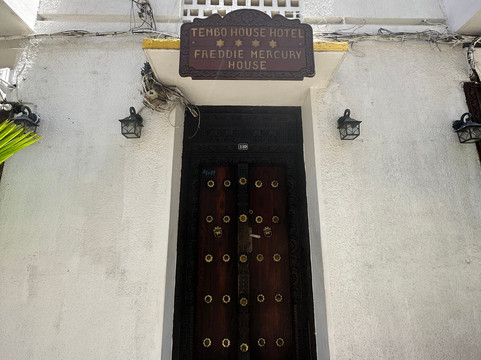 TEMBO HOUSE HOTEL
★ ★ ★ ★
FREDDIE MERCURY
HOUSE